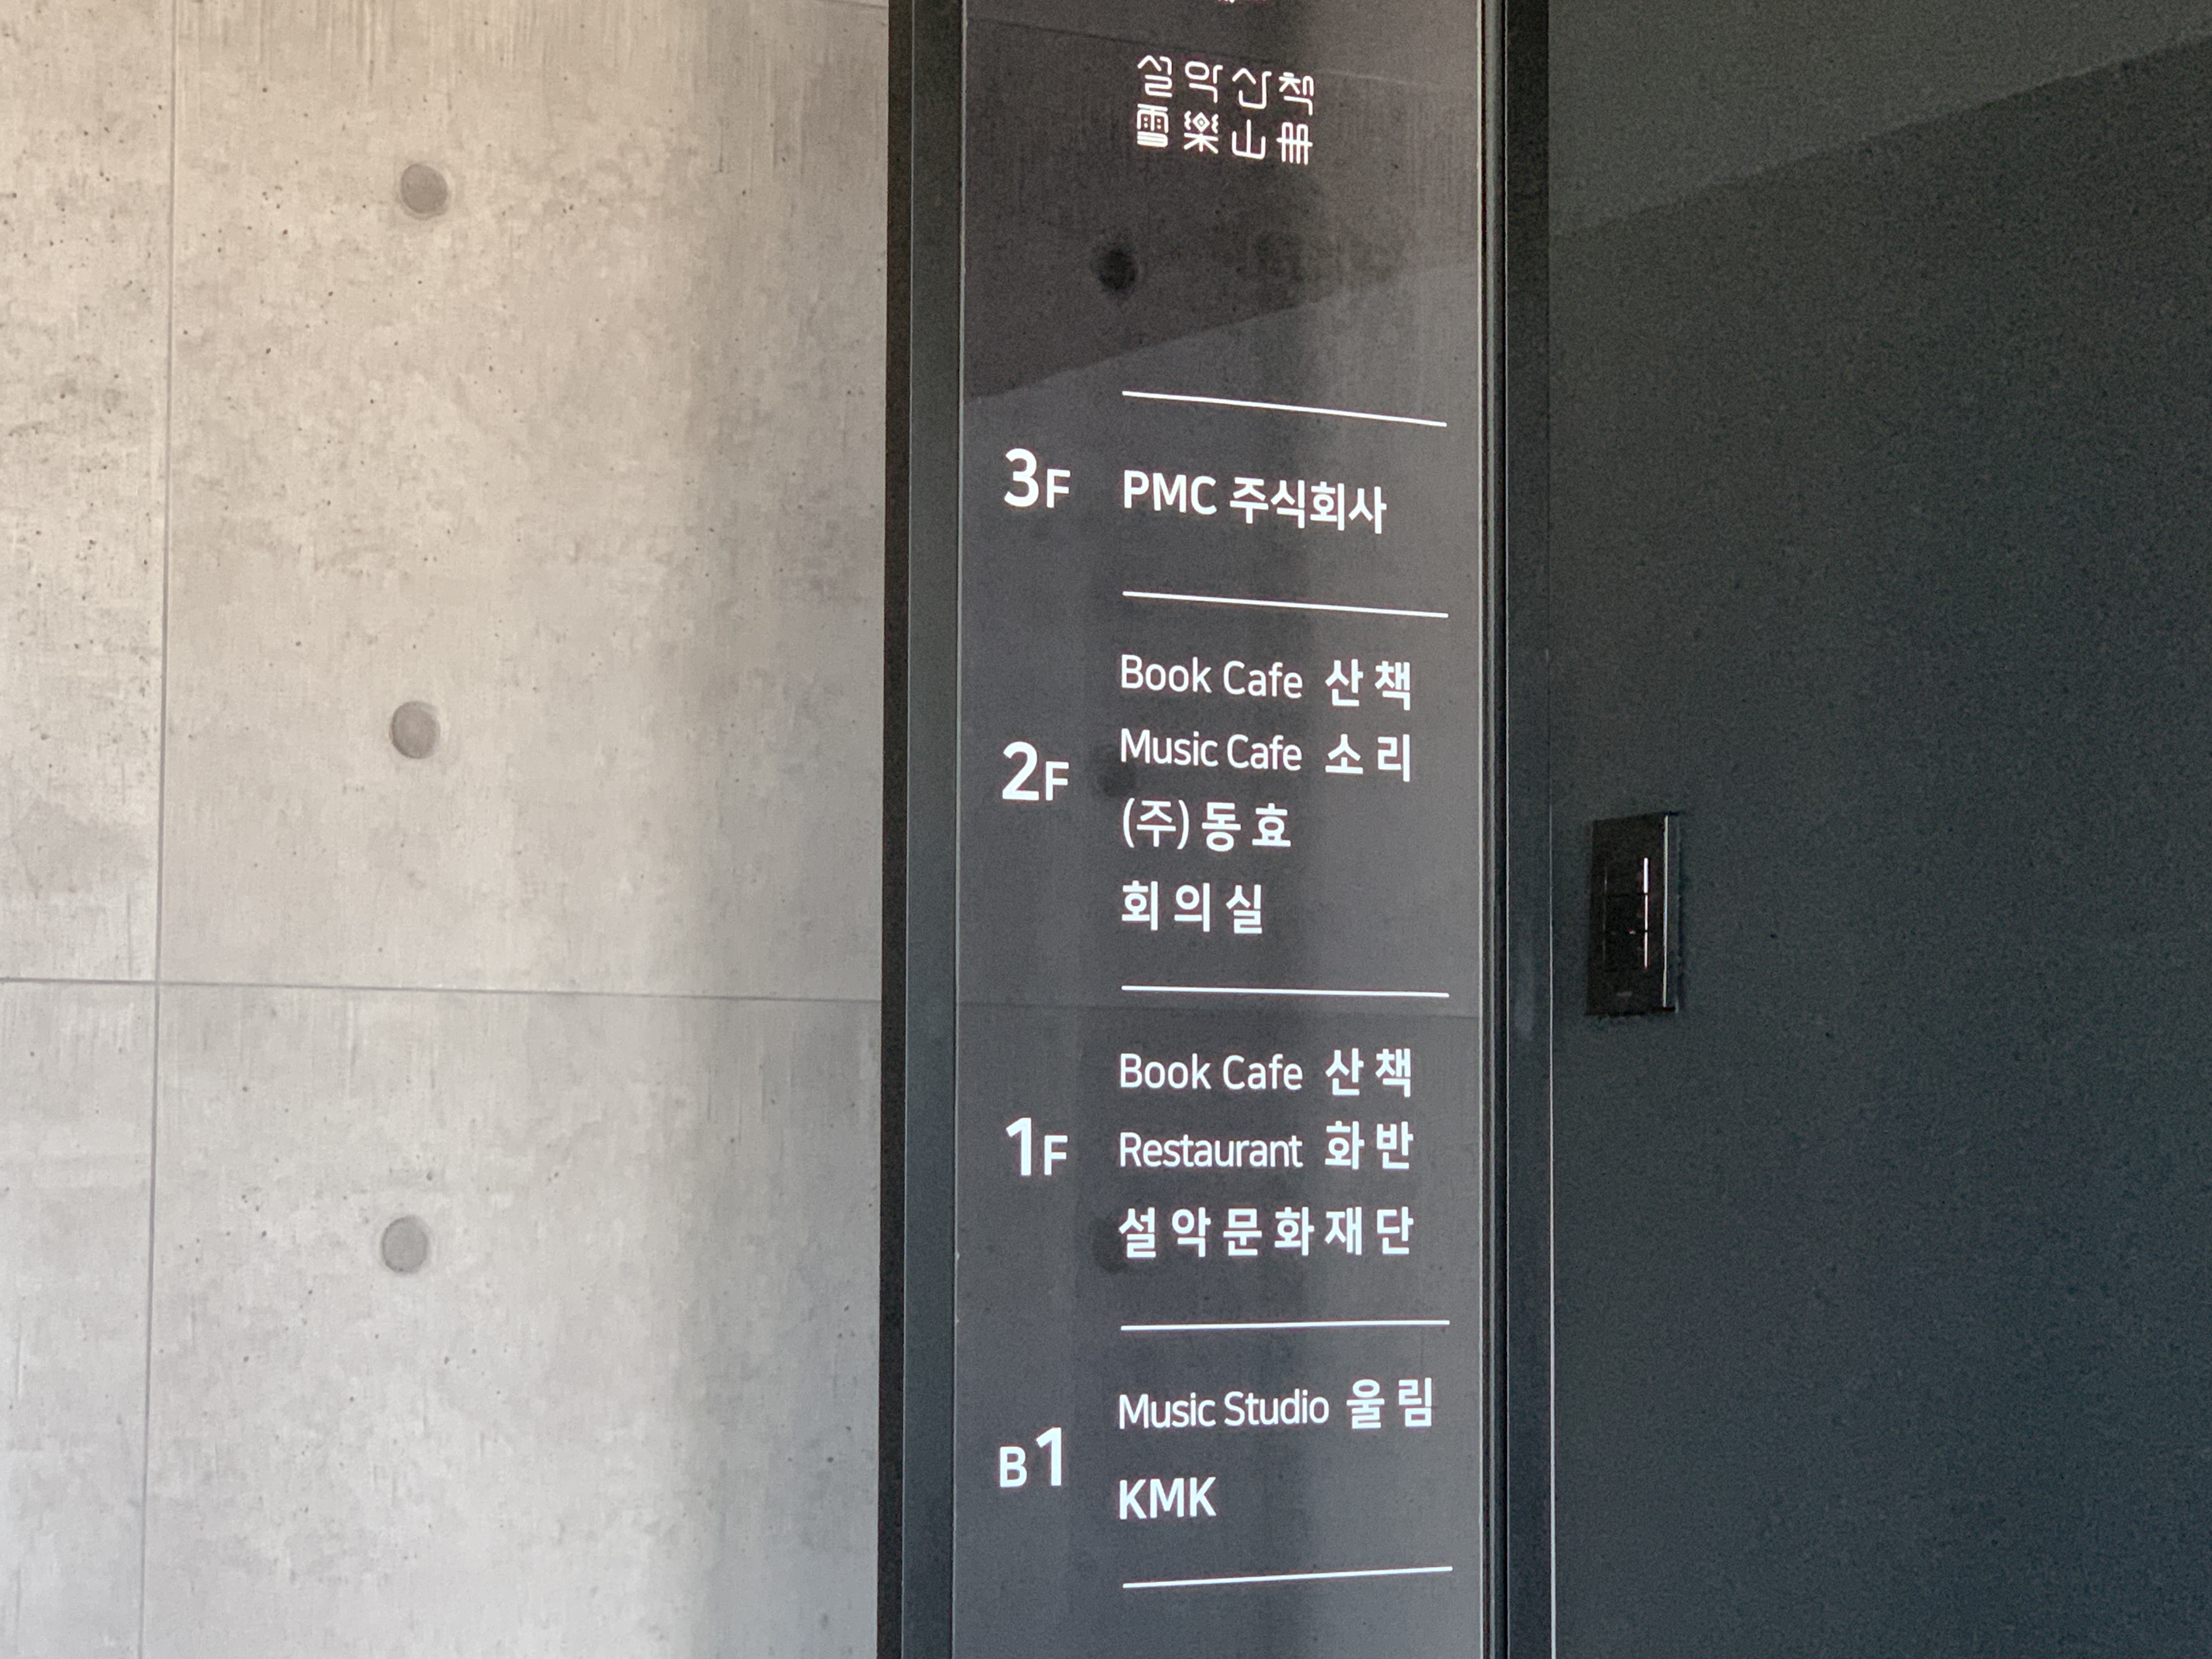 설악산책
雪樂山冊
3F PMC 주식회사
2F
Book Cafe 산책
Music Cafe 소리
(주)동효
회의실
1F
Book Cafe 산책
Restaurant 화반
설악문화재단
B1
Music Studio 울림
KMK